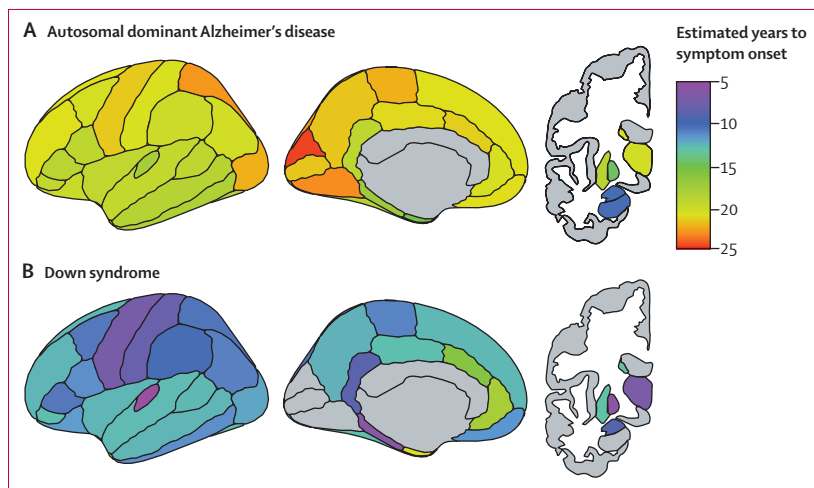 A Autosomal dominant Alzheimer's disease
Estimated years to
symptom onset
5
10
15
20
25
B Down syndrome